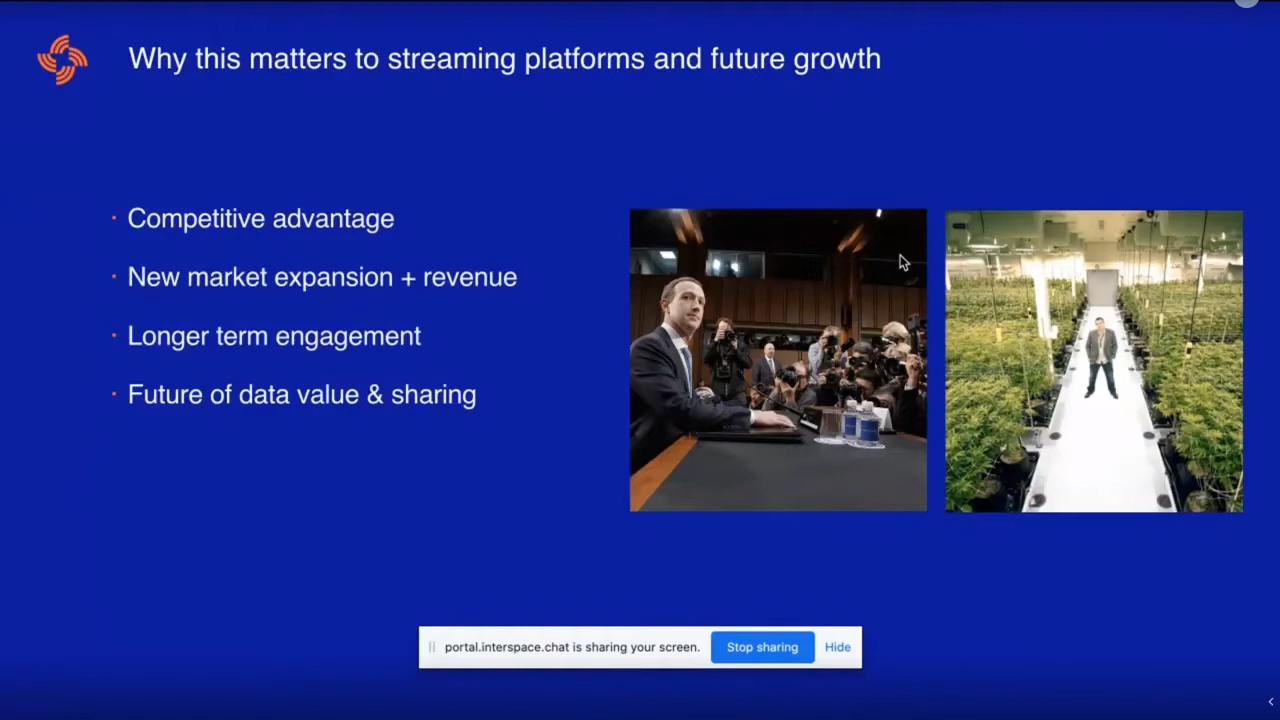 Why this matters to streaming platforms and future growth
· Competitive advantage
· New market expansion + revenue
· Longer term engagement
· Future of data value & sharing
portal.interspace.chat is sharing your screen. Stop sharing Hide